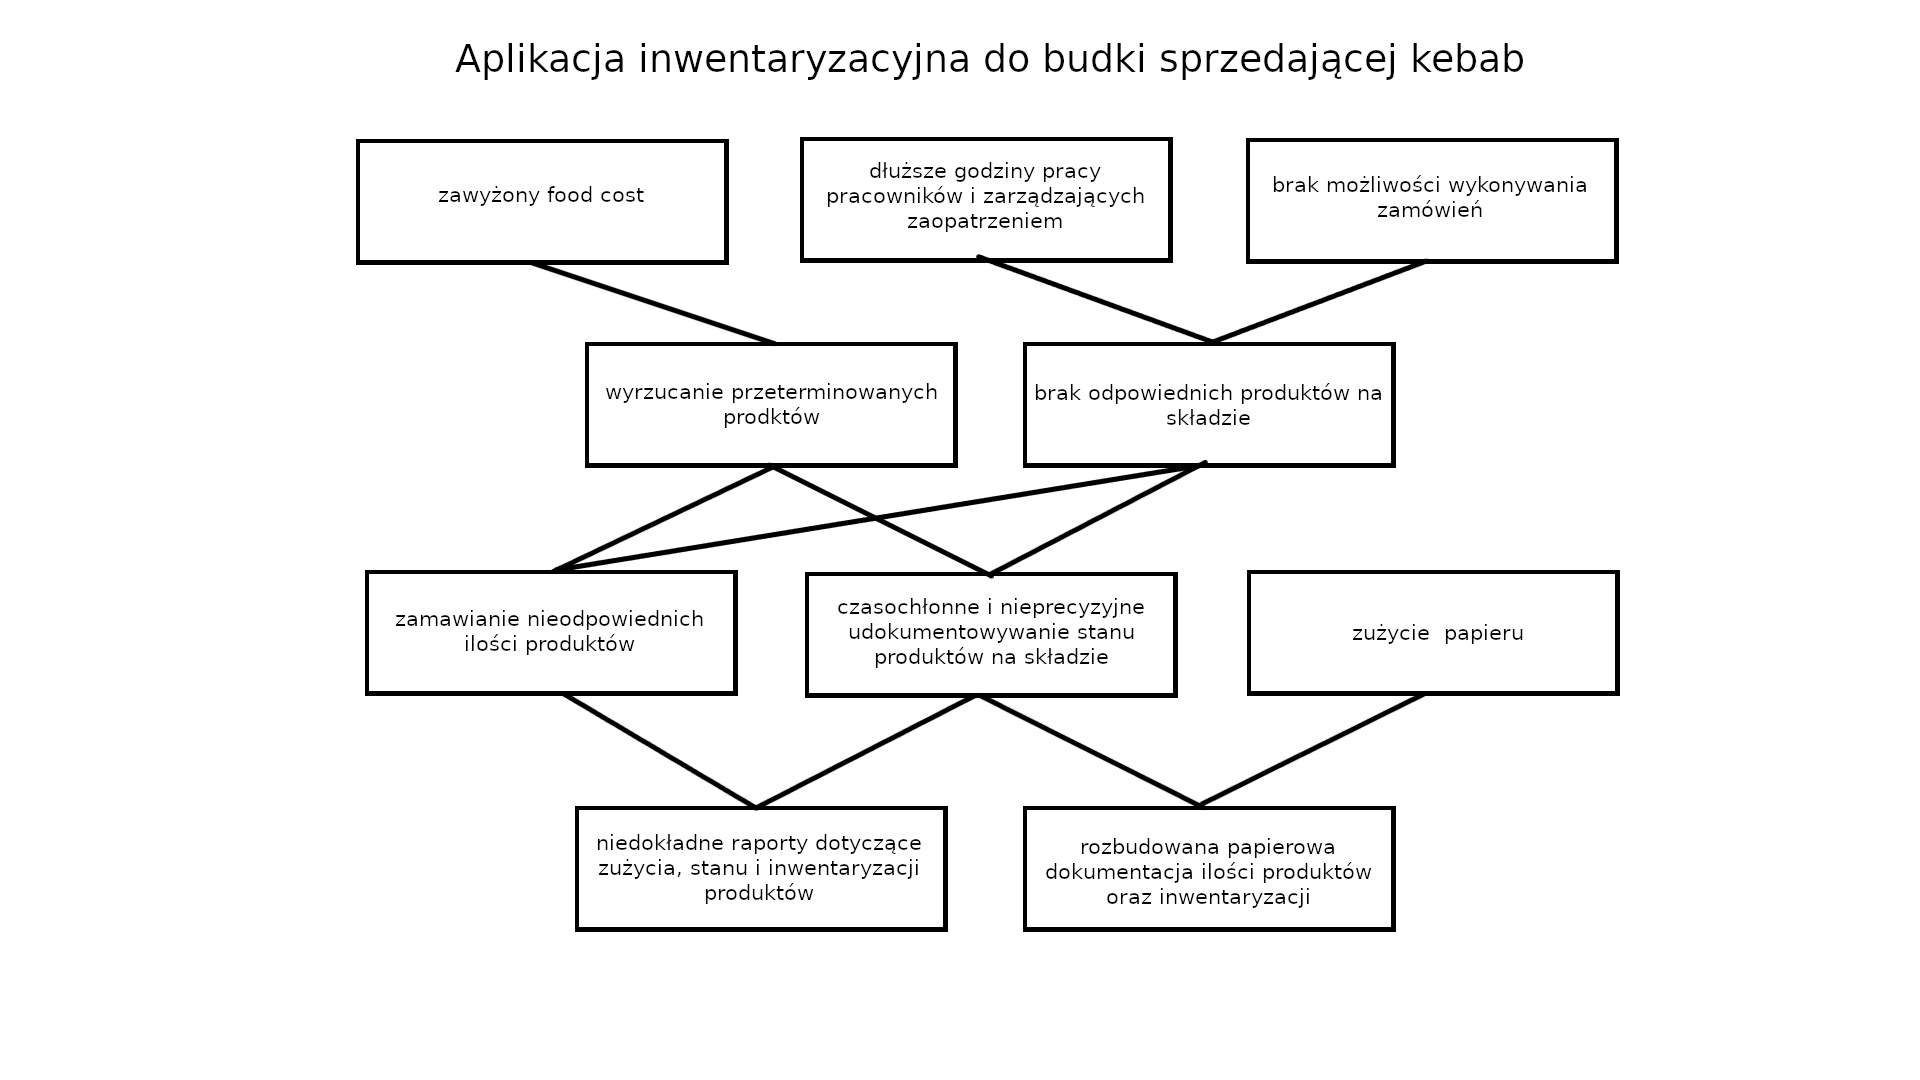 Aplikacja inwentaryzacyjna do budki sprzedającej kebab
zawyżony food cost
dłuższe godziny pracy
pracowników i zarządzających
zaopatrzeniem
brak możliwości wykonywania
zamówień
wyrzucanie przeterminowanych
prodktów
brak odpowiednich produktów na
składzie
zamawianie nieodpowiednich
ilości produktów
czasochłonne i nieprecyzyjne
udokumentowywanie stanu
produktów na składzie
zużycie  papieru
niedokładne raporty dotyczące
zużycia, stanu i inwentaryzacji
produktów
rozbudowana papierowa
dokumentacja ilości produktów
oraz inwentaryzacji